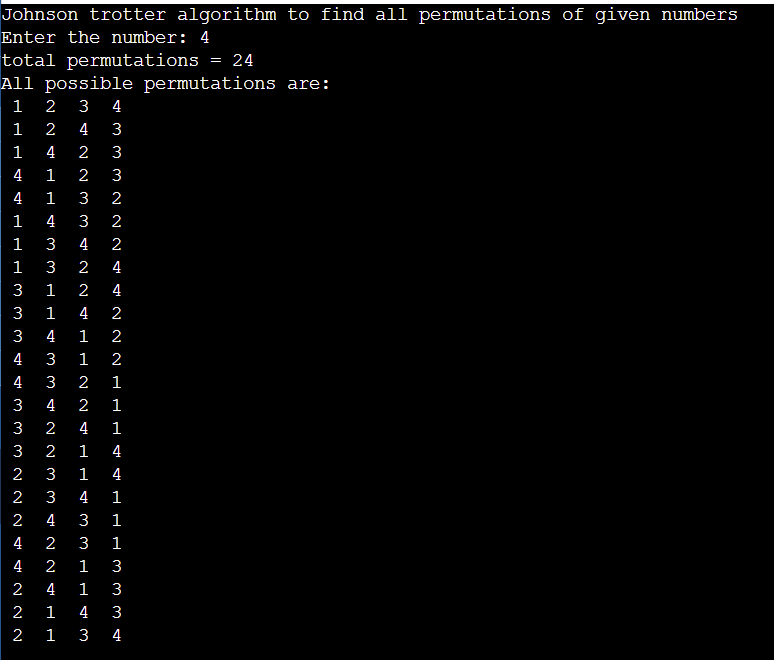 Johnson trotter algorithm to find all permutations of given numbers
Enter the number: 4
total permutations = 24
All possible permutations are:
1 2 3 4
1 2 4 3
1 4 2 3
4 1 2 3
4 1 3 2
1 4 3 2
1 3 4 2
1 3 2 4
3 1 2 4
3 1 4 2
3 4 1 2
4 3 1 2
4 3 2 1
3 4 2 1
3 2 4 1
3 2 1 4
2 3 1 4
2 3 4 1
2 4 3 1
4 2 3 1
4 2 1 3
2 4 1 3
2 1 4 3
2 1 3 4